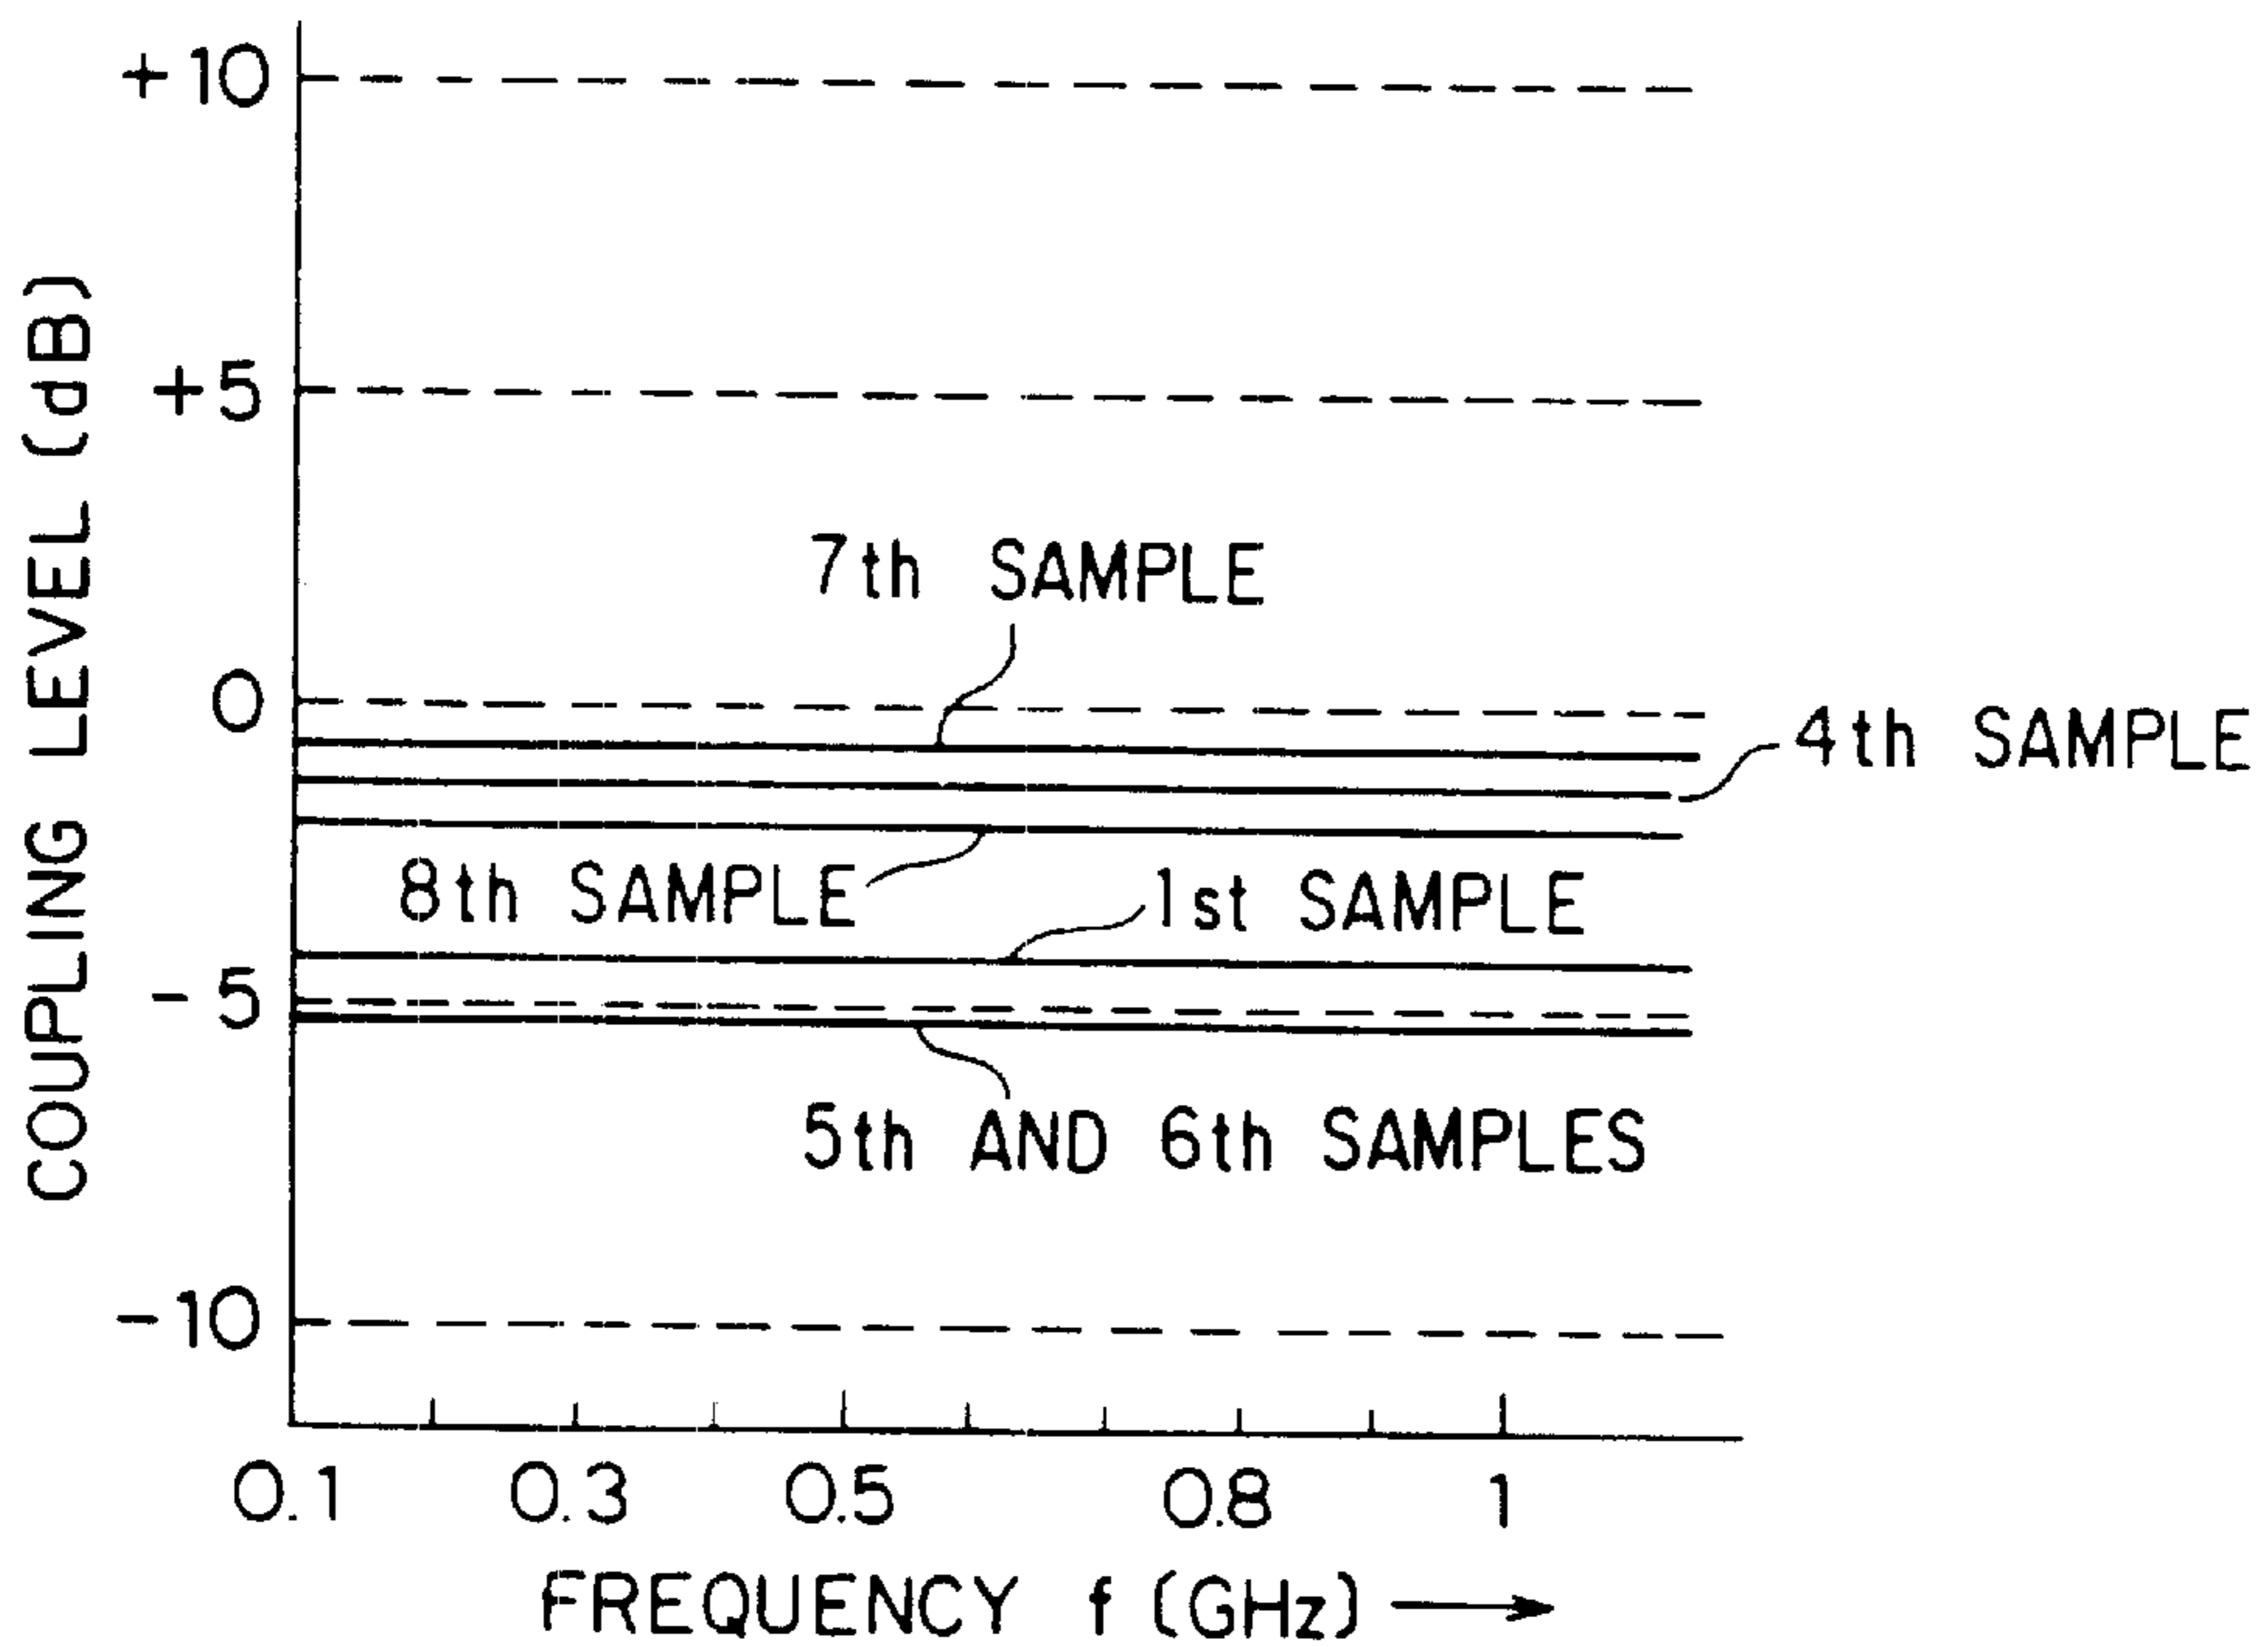 COUPLING LEVEL (dB)
+10
+5
0
-5
-10
7th SAMPLE
4th SAMPLE
8th SAMPLE
1st SAMPLE
5th AND 6th SAMPLES
0.1 0.3 0.5 0.8 1
FREQUENCY f (GHz)